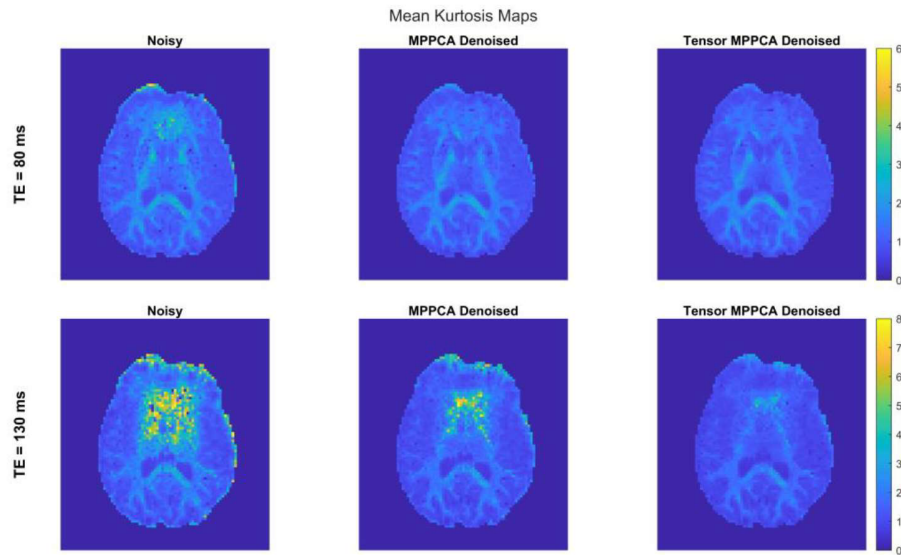 Mean Kurtosis Maps
Noisy
MPPCA Denoised
Tensor MPPCA Denoised
TE = 80 ms
6
5
4
3
2
1
0
Noisy
MPPCA Denoised
Tensor MPPCA Denoised
TE = 130 ms
8
7
6
5
4
3
2
1
0